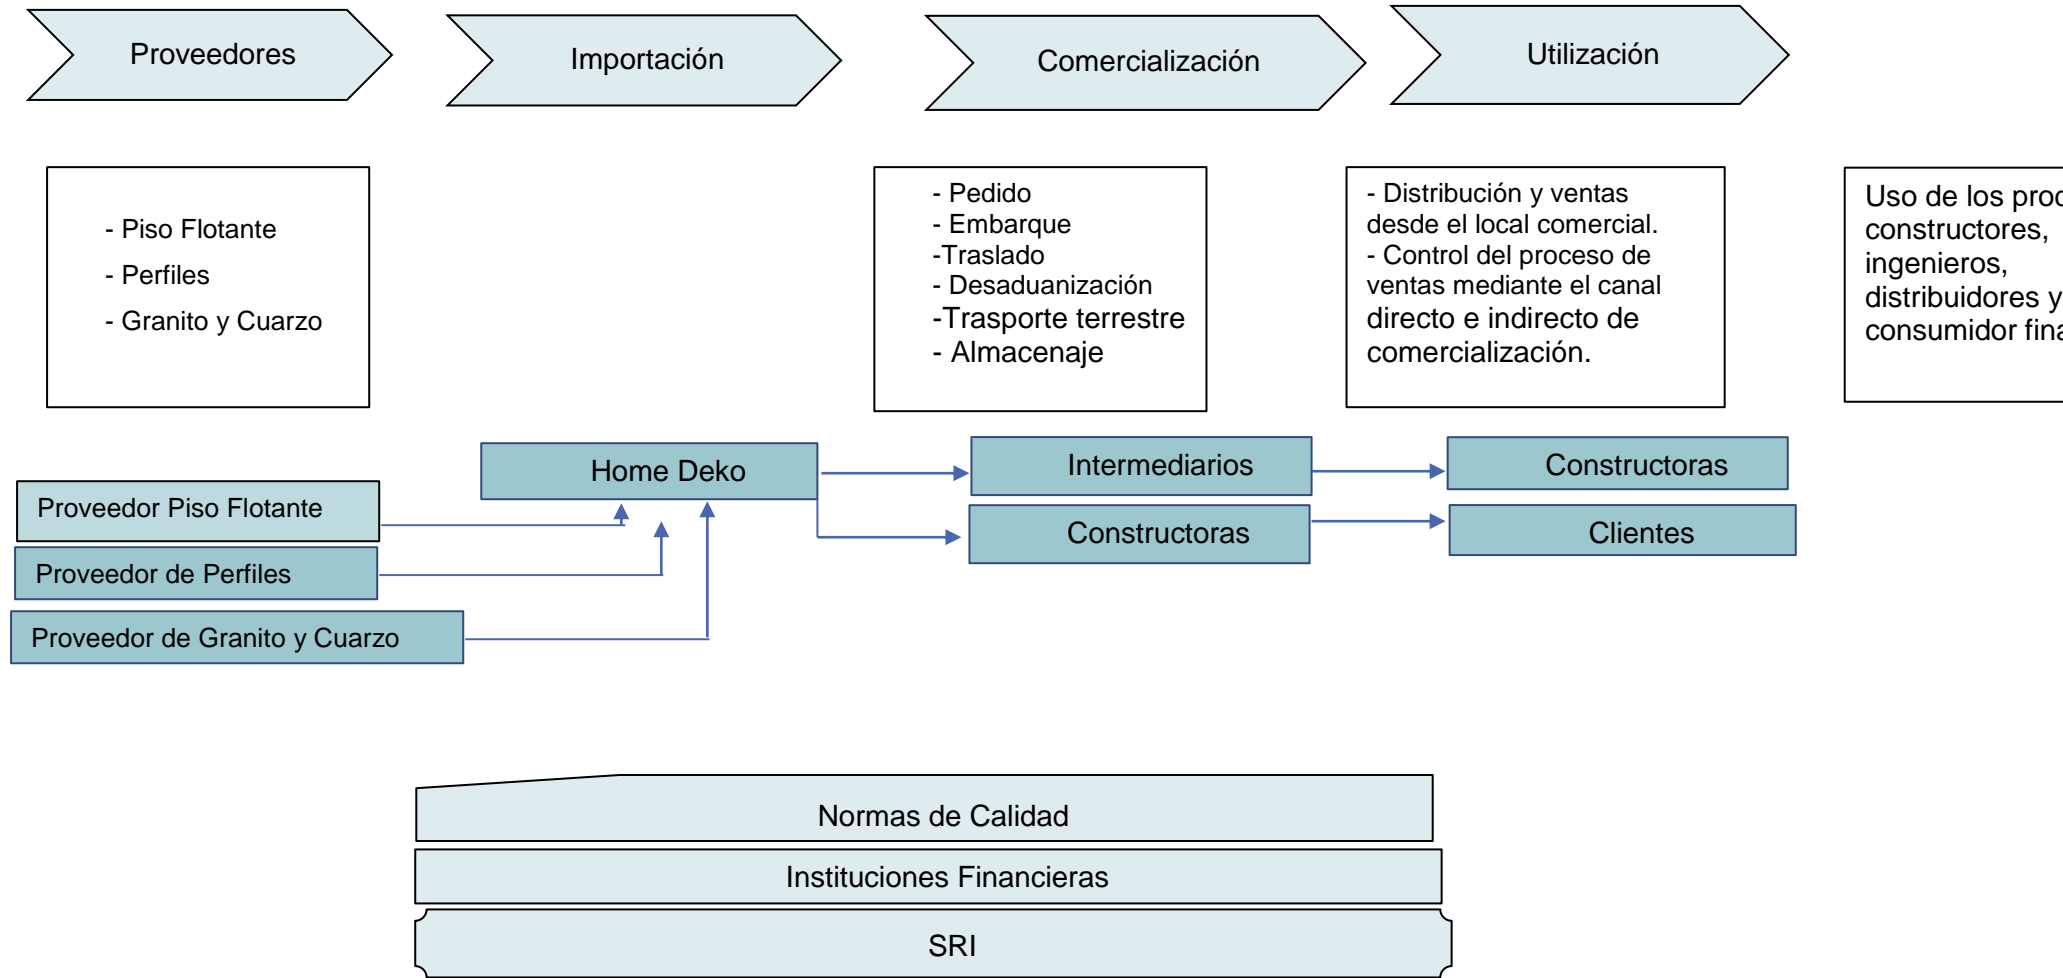 Proveedores
Importación
Comercialización
Utilización
- Piso Flotante
- Perfiles
- Granito y Cuarzo
- Pedido
- Embarque
-Traslado
- Desaduanización
-Trasporte terrestre
- Almacenaje
- Distribución y ventas
desde el local comercial.
- Control del proceso de
ventas mediante el canal
directo e indirecto de
comercialización.
Uso de los
constructores,
ingenieros,
distribuidores y
consumidor
Home Deko
Intermediarios
Constructoras
Proveedor Piso Flotante
Constructoras
Clientes
Proveedor de Perfiles
Proveedor de Granito y Cuarzo
Normas de Calidad
Instituciones Financieras
SRI